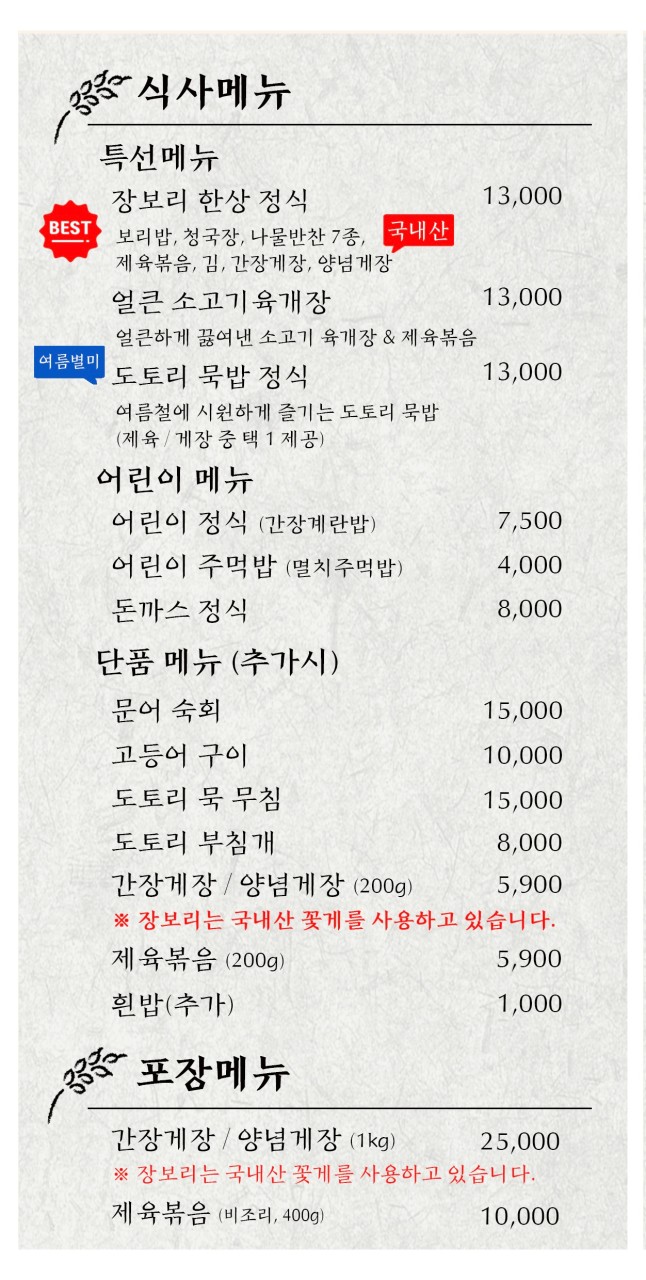 식사메뉴
특선메뉴
장보리 한상 정식 13,000
BEST
보리밥, 청국장, 나물반찬 7종, 국내산
제육볶음, 김, 간장게장, 양념게장
얼큰 소고기육개장 13,000
얼큰하게 끓여낸 소고기 육개장 & 제육볶음
여름별미
도토리 묵밥 정식 13,000
여름철에 시원하게 즐기는 도토리 묵밥
(제육 / 게장 중 택 1 제공)
어린이 메뉴
어린이 정식 (간장계란밥) 7,500
어린이 주먹밥 (멸치주먹밥) 4,000
돈까스 정식 8,000
단품 메뉴 (추가시)
문어 숙회 15,000
고등어 구이 10,000
도토리 묵 무침 15,000
도토리 부침개 8,000
간장게장 / 양념게장 (200g) 5,900
※ 장보리는 국내산 꽃게를 사용하고 있습니다.
제육볶음 (200g) 5,900
흰밥(추가) 1,000
포장메뉴
간장게장 / 양념게장 (1kg) 25,000
※ 장보리는 국내산 꽃게를 사용하고 있습니다.
제육볶음 (비조리, 400g) 10,000